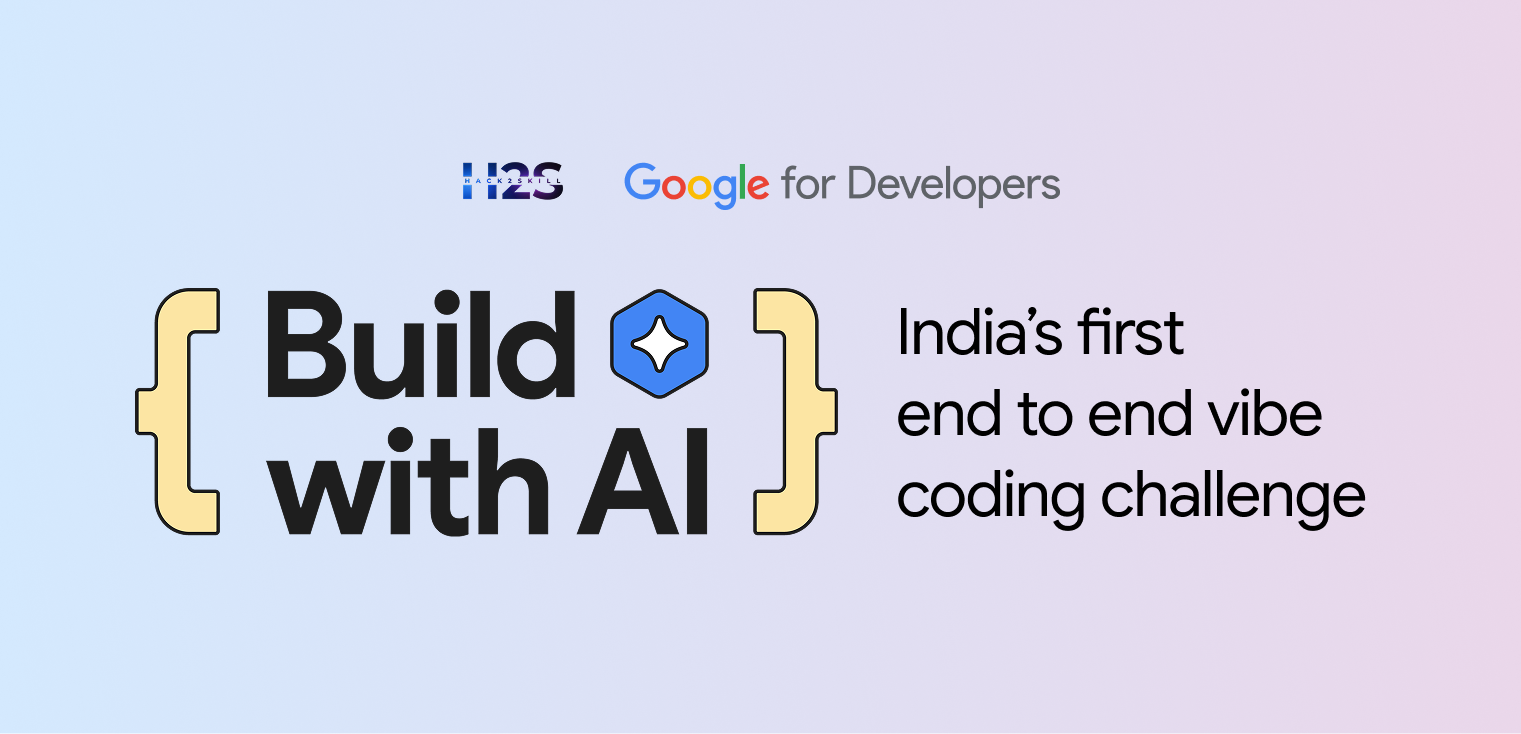 H2S
HACK2SKILL
Google for Developers
Build
with AI
India's first
end to end vibe
coding challenge